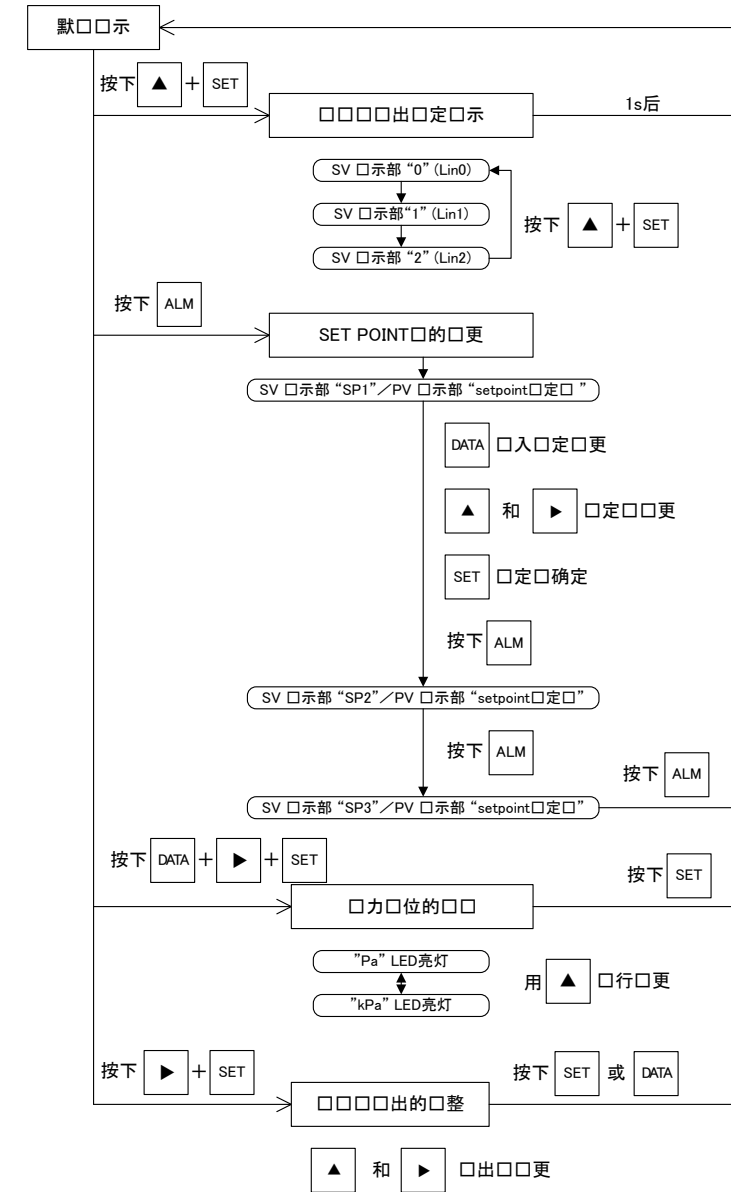 默□□示
按下 ▲ + SET
□□□□出□定□示
1s后
SV □示部 “0” (Lin0)
SV □示部“1” (Lin1)
SV □示部 “2” (Lin2)
按下 ▲ + SET
按下 ALM
SET POINT□的□更
SV □示部 “SP1”／PV □示部 “setpoint□定□ ”
DATA □入□定□更
▲ 和 ▶ □定□□更
SET □定□确定
按下 ALM
SV □示部 “SP2”／PV □示部 “setpoint□定□”
按下 ALM
按下 ALM
SV □示部 “SP3”／PV □示部 “setpoint□定□”
按下 DATA + ▶ + SET
按下 SET
□力□位的□□
”Pa” LED亮灯
”kPa” LED亮灯
用 ▲ □行□更
按下 ▶ + SET
按下 SET 或 DATA
□□□□出的□整
▲ 和 ▶ □出□□更